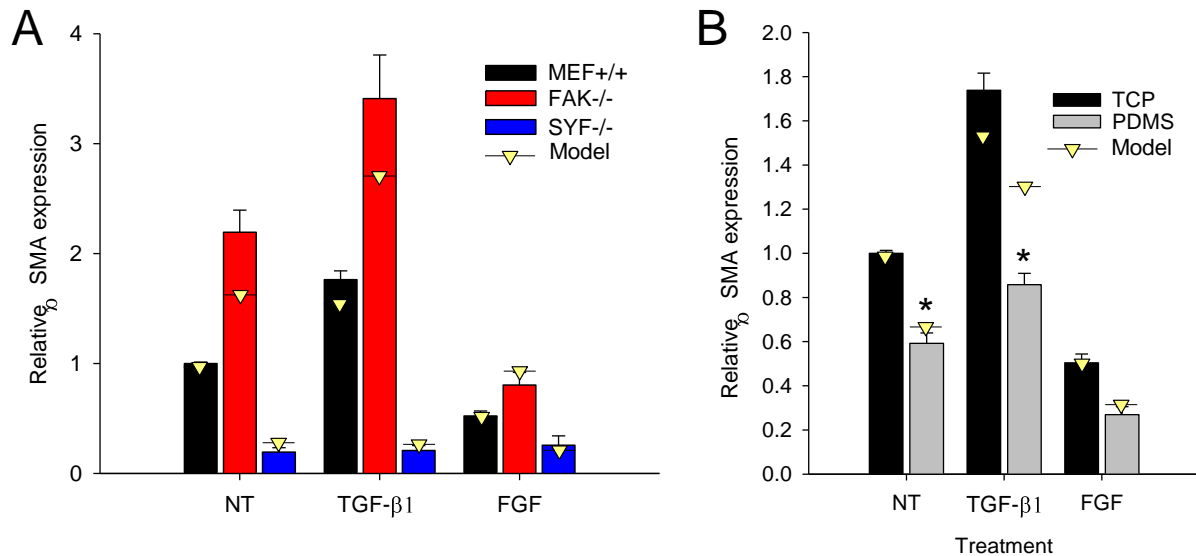 A
Relative α SMA expression
4
3
2
1
0
MEF+/+
FAK-/-
SYF-/-
Model
NT
TGF-β1
FGF
B
Relative α SMA expression
2.0
1.8
1.6
1.4
1.2
1.0
0.8
0.6
0.4
0.2
0.0
TCP
PDMS
Model
*
*
NT
TGF-β1
FGF
Treatment